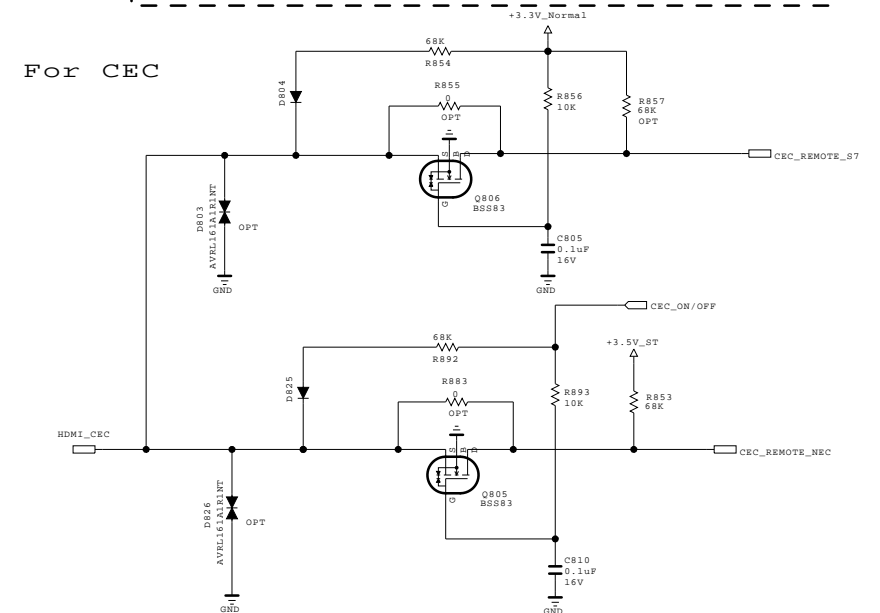 +3.3V_Normal
For CEC
68K
R854
D804
R855
0
OPT
R856
10K
R857
68K
OPT
S
B
D
G
CEC_REMOTE_S7
Q806
BSS83
D803
AVRL161A1R1NT
OPT
C805
0.1uF
16V
GND
GND
CEC_ON/OFF
68K
R892
+3.5V_ST
D825
R883
0
OPT
R893
10K
R853
68K
HDMI_CEC
S
B
D
G
CEC_REMOTE_NEC
Q805
BSS83
D826
AVRL161A1R1NT
OPT
C810
0.1uF
16V
GND
GND